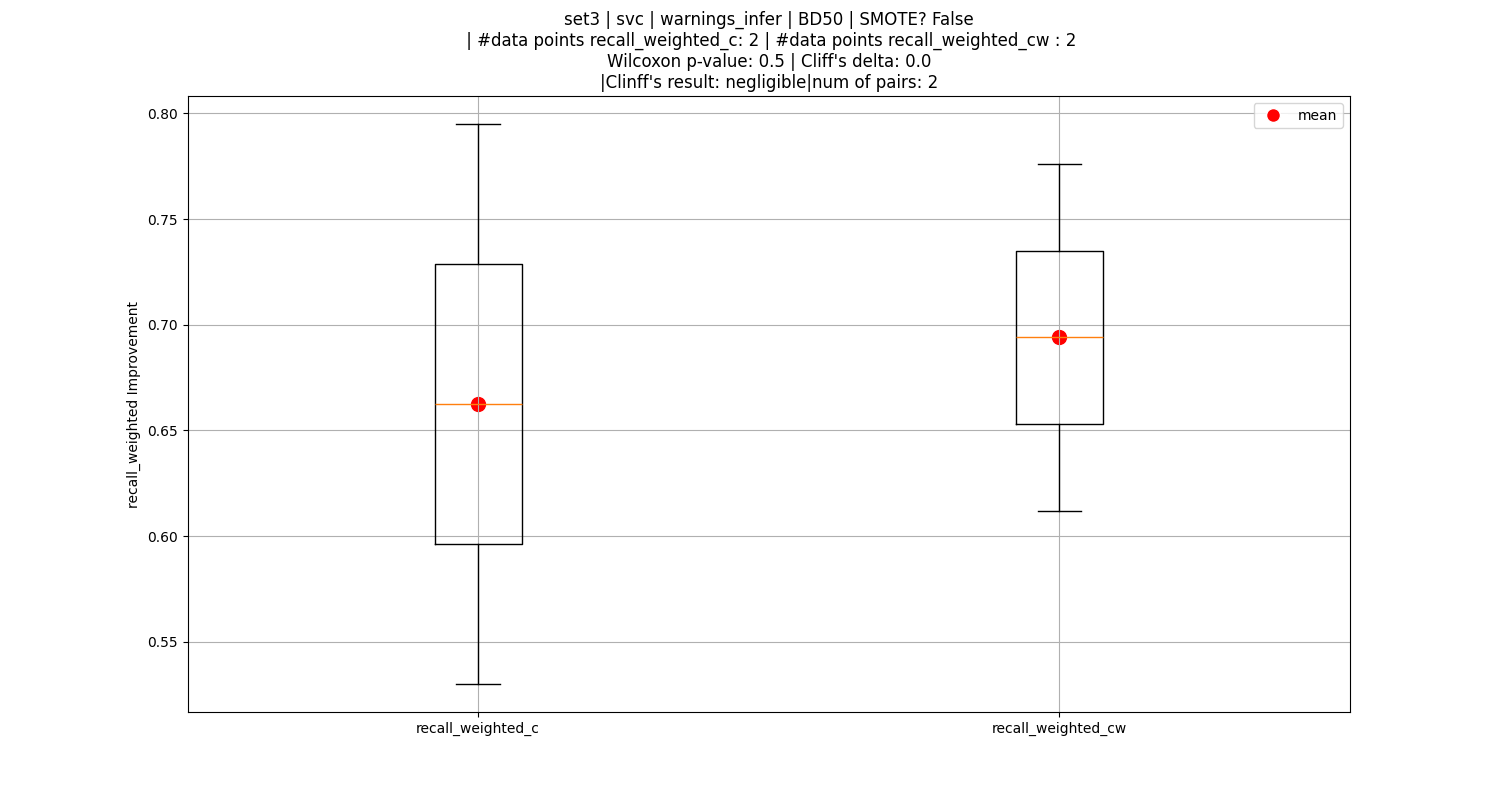 set3 | svc | warnings_infer | BD50 | SMOTE? False
| #data points recall_weighted_c: 2 | #data points recall_weighted_cw : 2
Wilcoxon p-value: 0.5 | Cliff's delta: 0.0
|Clinff's result: negligible|num of pairs: 2
mean
0.80
0.75
0.70
0.65
0.60
0.55
recall_weighted Improvement
recall_weighted_c
recall_weighted_cw